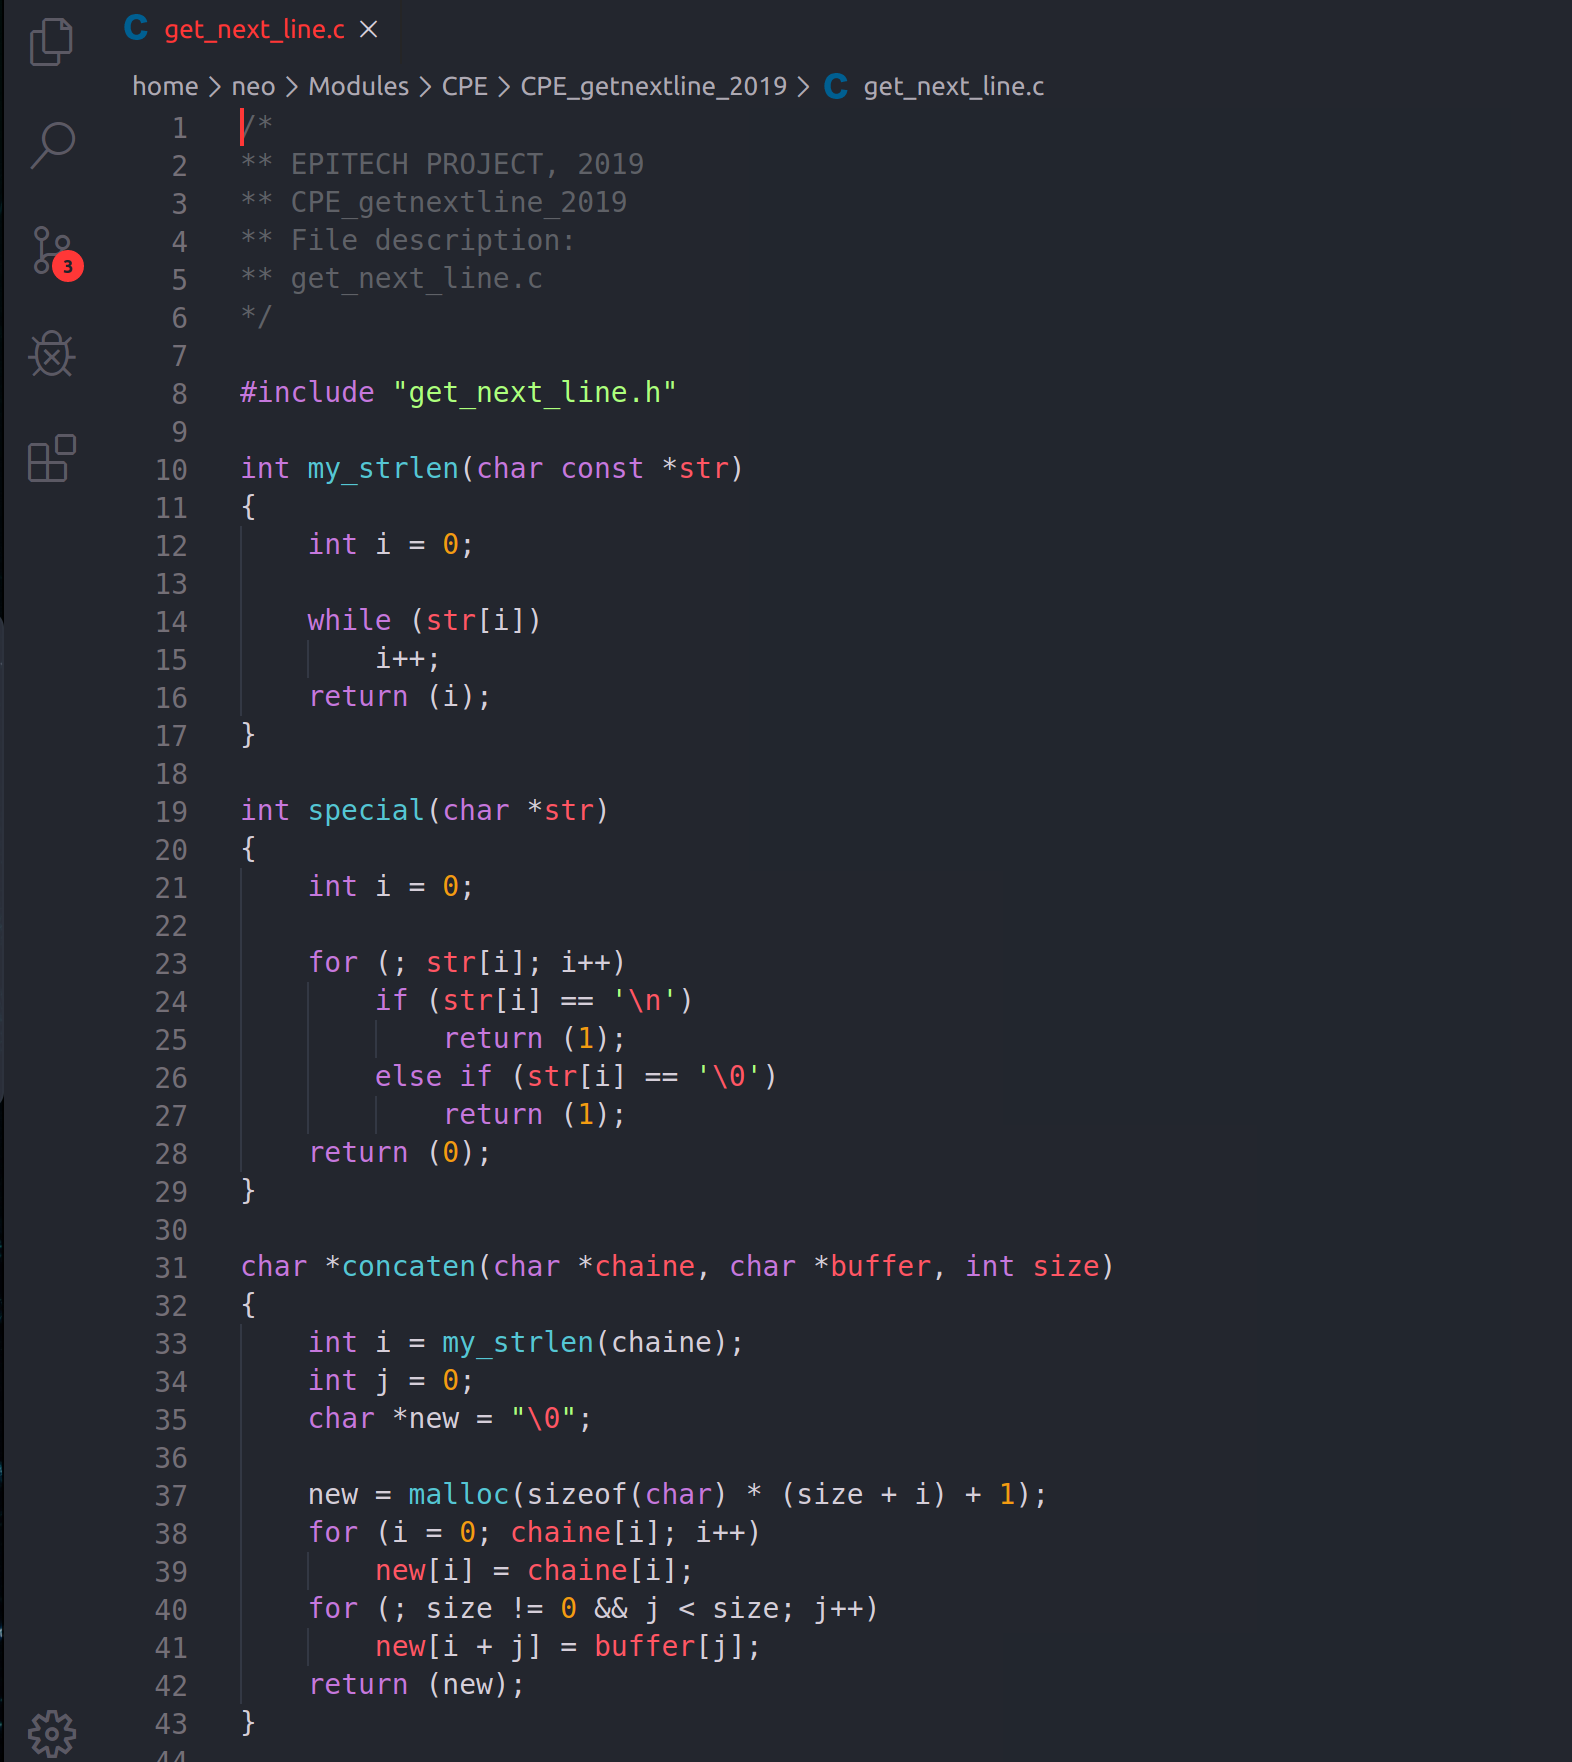 get_next_line.c
home > neo > Modules > CPE > CPE_getnextline_2019 > C get_next_line.c
3
1 /*
2 ** EPITECH PROJECT, 2019
3 ** CPE_getnextline_2019
4 ** File description:
5 ** get_next_line.c
6 */
7
8 #include "get_next_line.h"
9
10 int my_strlen(char const *str)
11 {
12     int i = 0;
13
14     while (str[i])
15         i++;
16     return (i);
17 }
18
19 int special(char *str)
20 {
21     int i = 0;
22
23     for (; str[i]; i++)
24         if (str[i] == '\n')
25             return (1);
26         else if (str[i] == '\0')
27             return (1);
28     return (0);
29 }
30
31 char *concaten(char *chaine, char *buffer, int size)
32 {
33     int i = my_strlen(chaine);
34     int j = 0;
35     char *new = "\0";
36
37     new = malloc(sizeof(char) * (size + i) + 1);
38     for (i = 0; chaine[i]; i++)
39         new[i] = chaine[i];
40     for (; size != 0 && j < size; j++)
41         new[i + j] = buffer[j];
42     return (new);
43 }
44